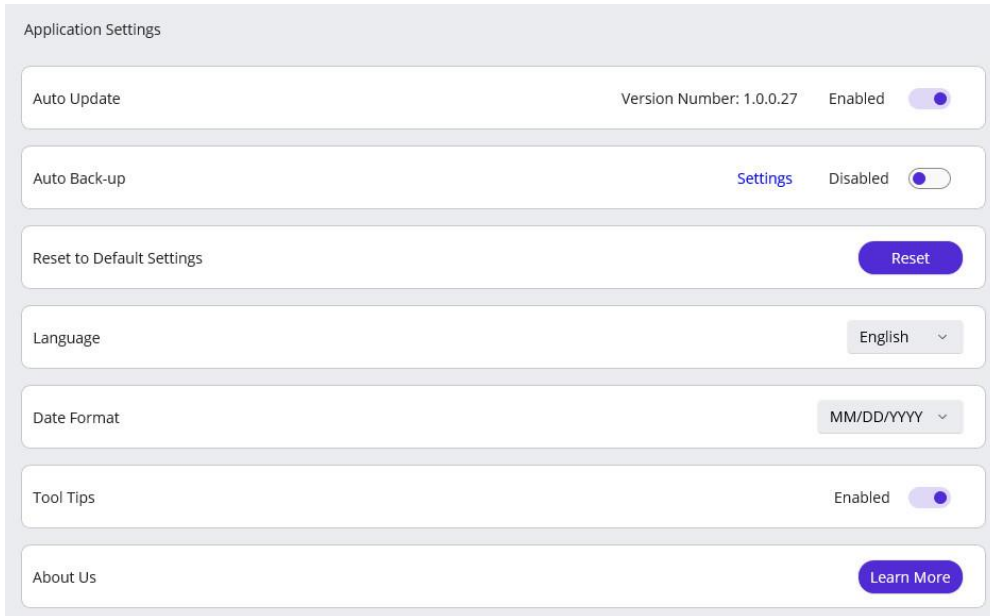 Application Settings
Auto Update Version Number: 1.0.0.27 Enabled
Auto Back-up Settings Disabled
Reset to Default Settings Reset
Language English
Date Format MM/DD/YYYY
Tool Tips Enabled
About Us Learn More